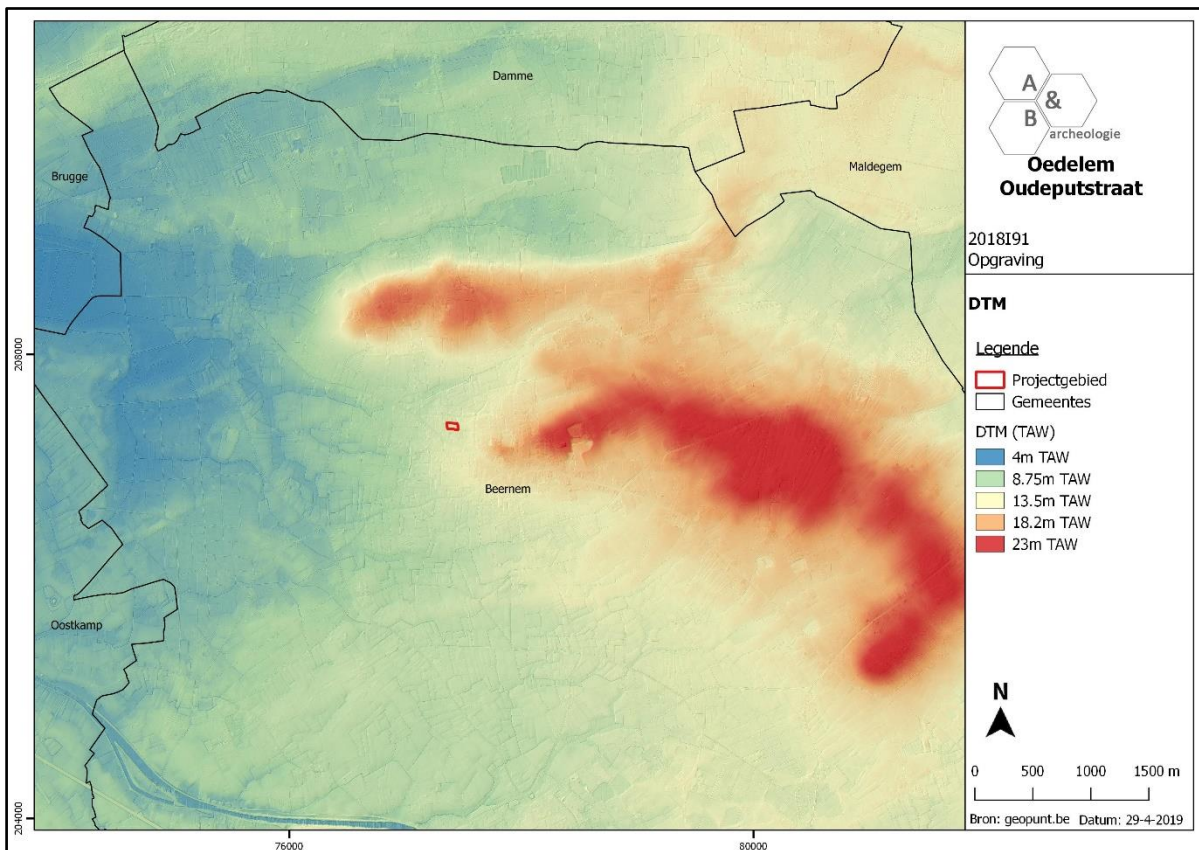 Damme
Brugge
Maldegem
Beernem
Oostkamp
208000
204000
76000
80000
A
&
B
archeologie
Oedelem
Oudeputstraat
2018I91
Opgraving
DTM
Legende
Projectgebied
Gemeentes
DTM (TAW)
4m TAW
8.75m TAW
13.5m TAW
18.2m TAW
23m TAW
N
0 500 1000 1500 m
Bron: geopunt.be Datum: 29-4-2019